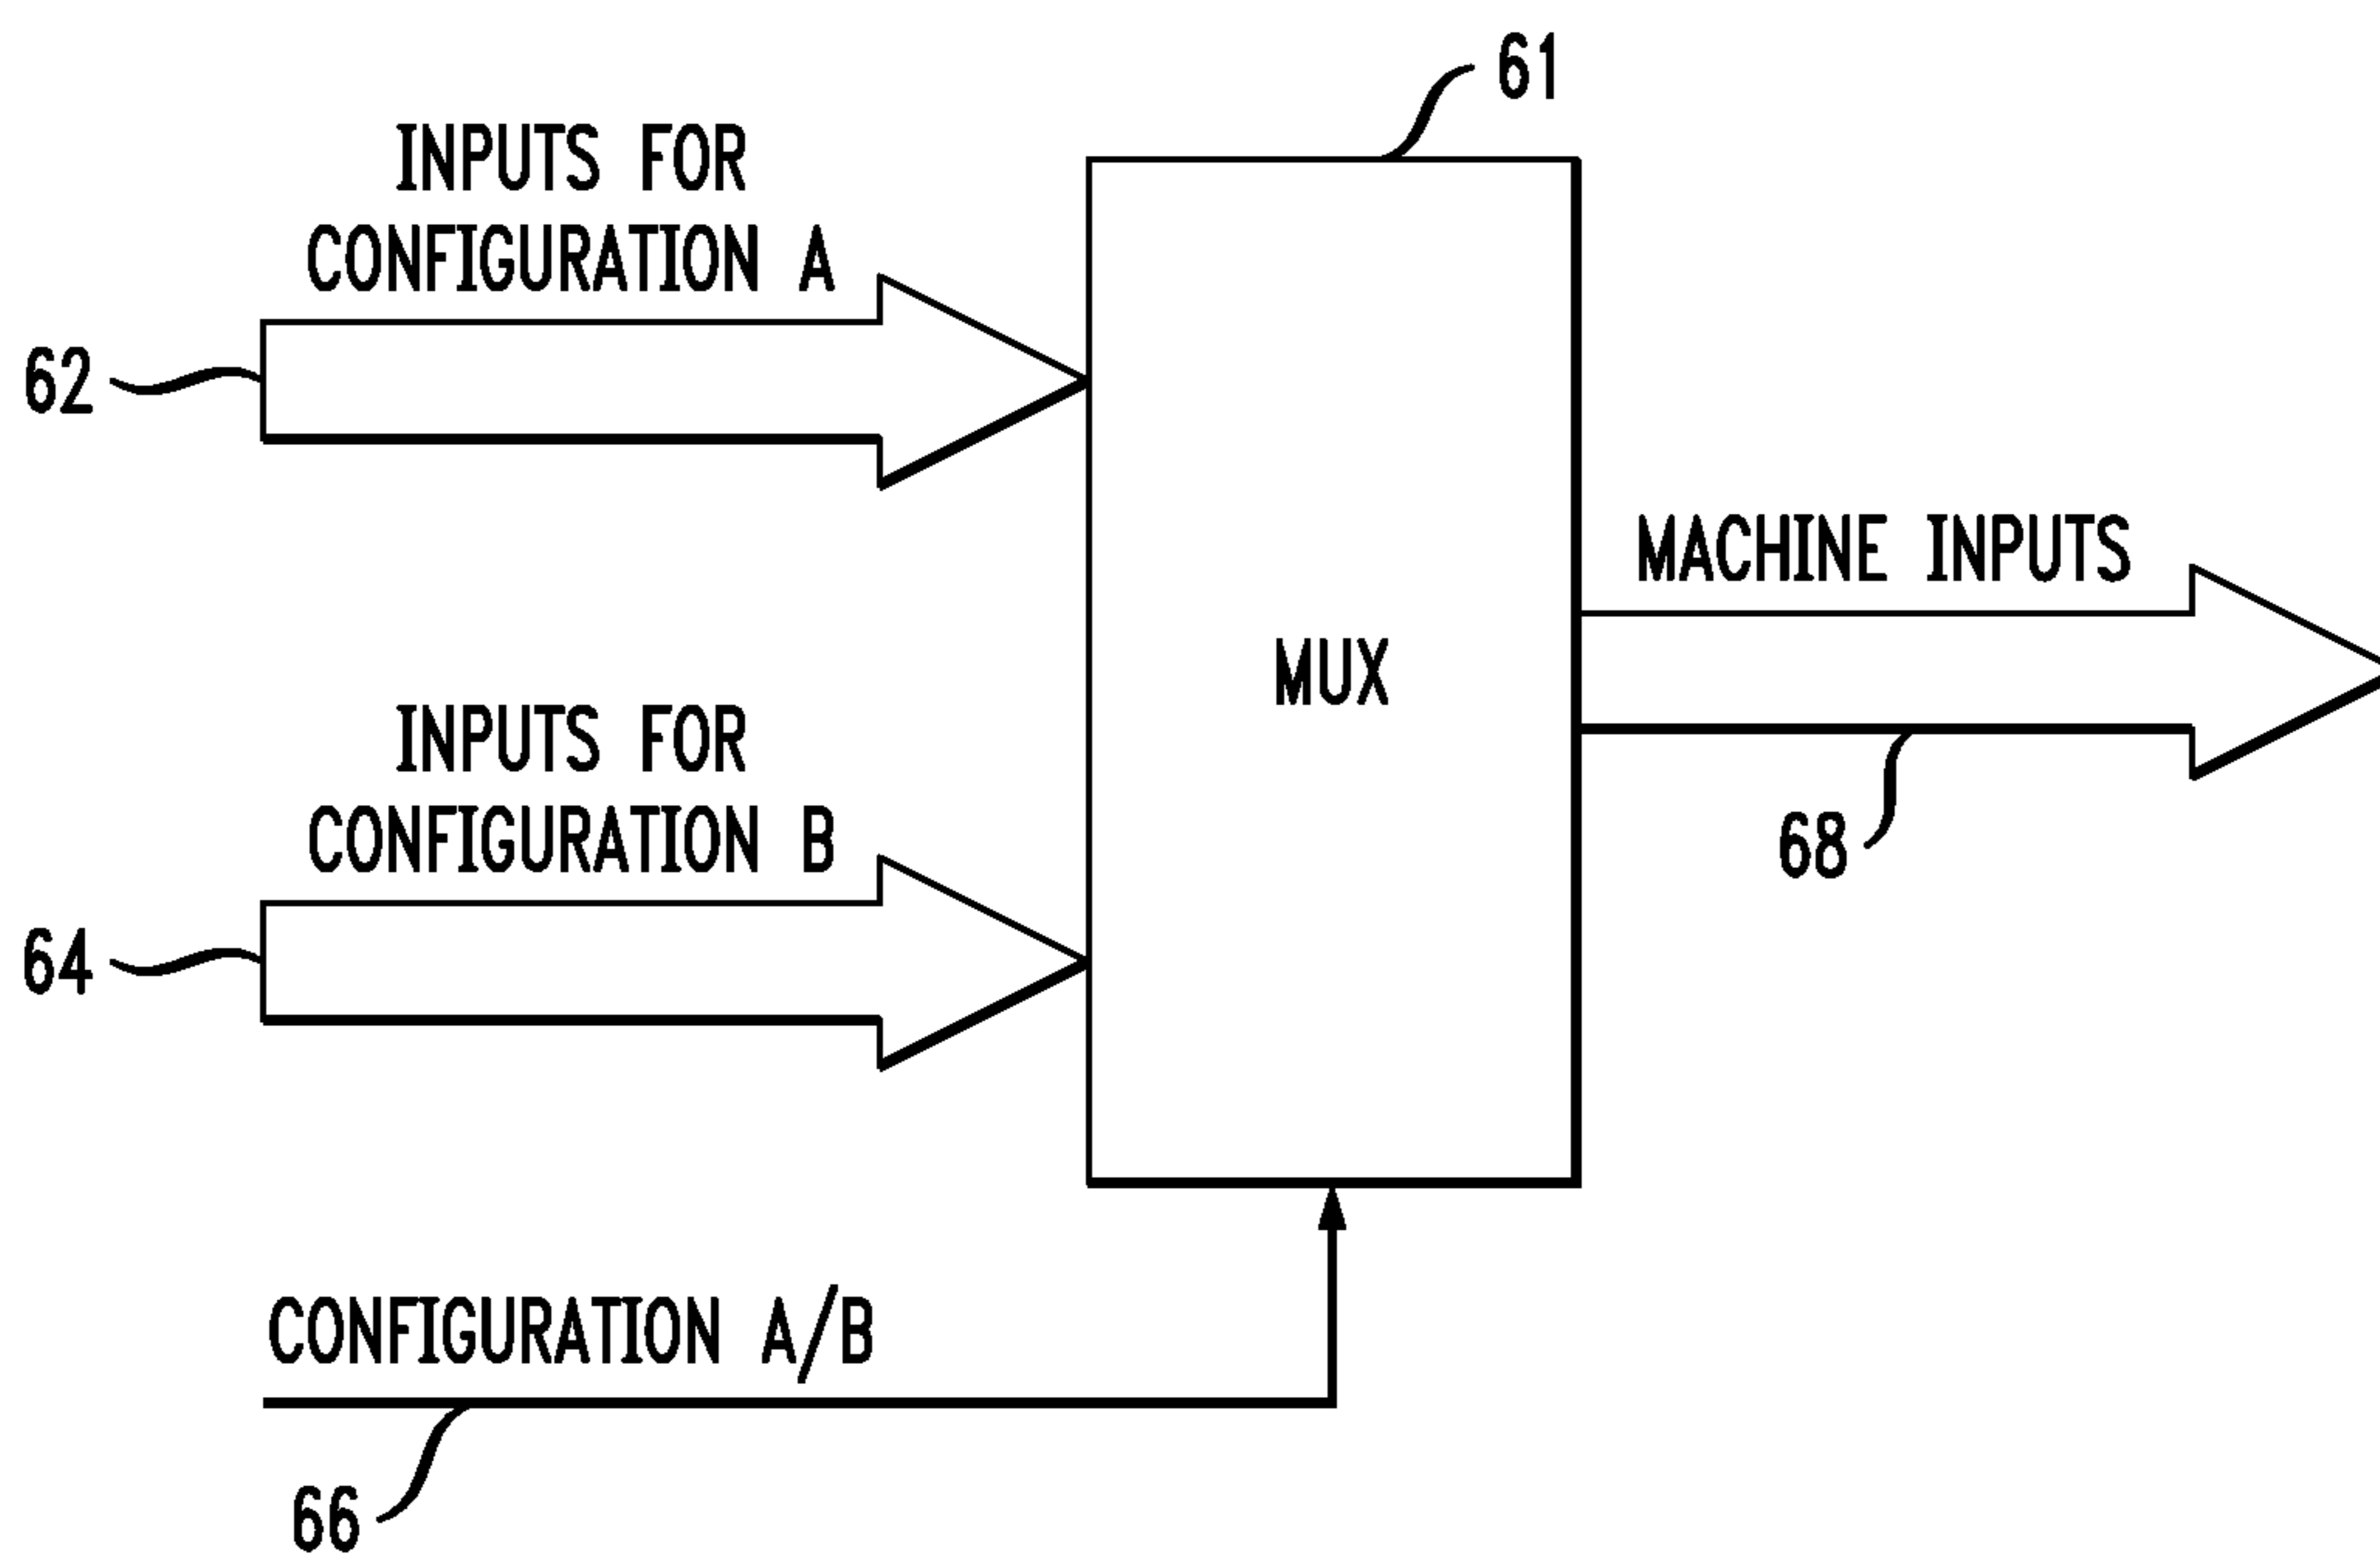 61
INPUTS FOR
CONFIGURATION A
62
MACHINE INPUTS
MUX
INPUTS FOR
CONFIGURATION B
68
64
CONFIGURATION A/B
66